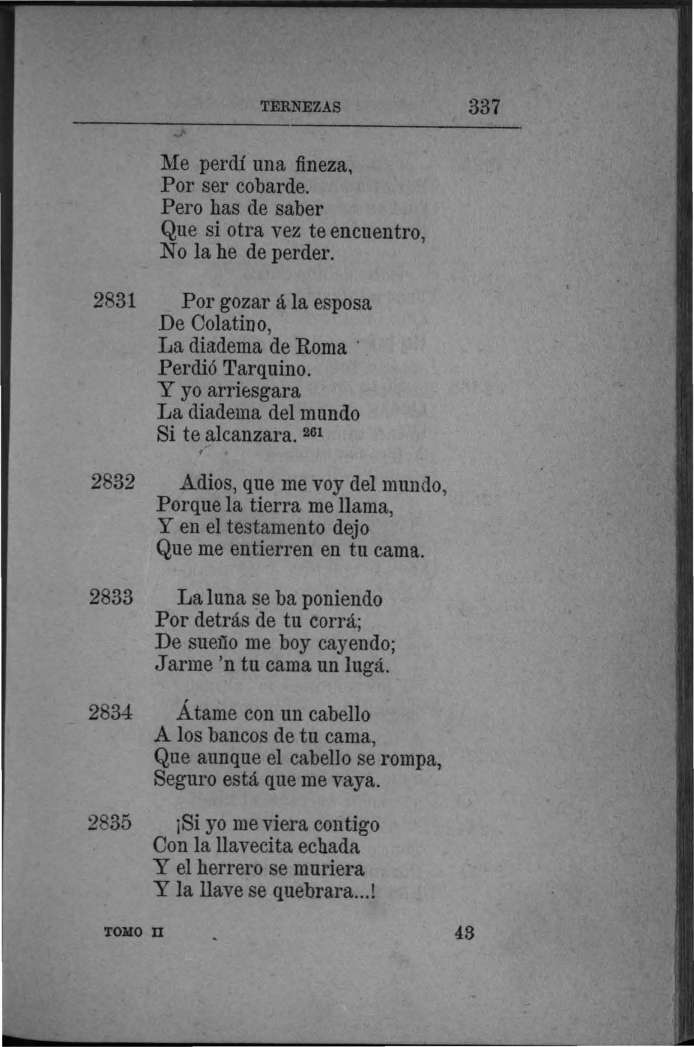 TERNEZAS 337
Me perdí una fineza,
Por ser cobarde.
Pero has de saber
Que si otra vez te encuentro,
No la he de perder.
2831 Por gozar á la esposa
De Colatino,
La diadema de Roma
Perdió Tarquino.
Y yo arriesgara
La diadema del mundo
Si te alcanzara. 261
2832 Adios, que me voy del mundo,
Porque la tierra me llama,
Y en el testamento dejo
Que me entierren en tu cama.
2833 La luna se ba poniendo
Por detrás de tu corrá;
De sueño me boy cayendo;
Jarme 'n tu cama un lugá.
2834 Átame con un cabello
A los bancos de tu cama,
Que aunque el cabello se rompa,
Seguro está que me vaya.
2835 ¡Si yo me viera contigo
Con la llavecita echada
Y el herrero se muriera
Y la llave se quebrara...!
TOMO II 43